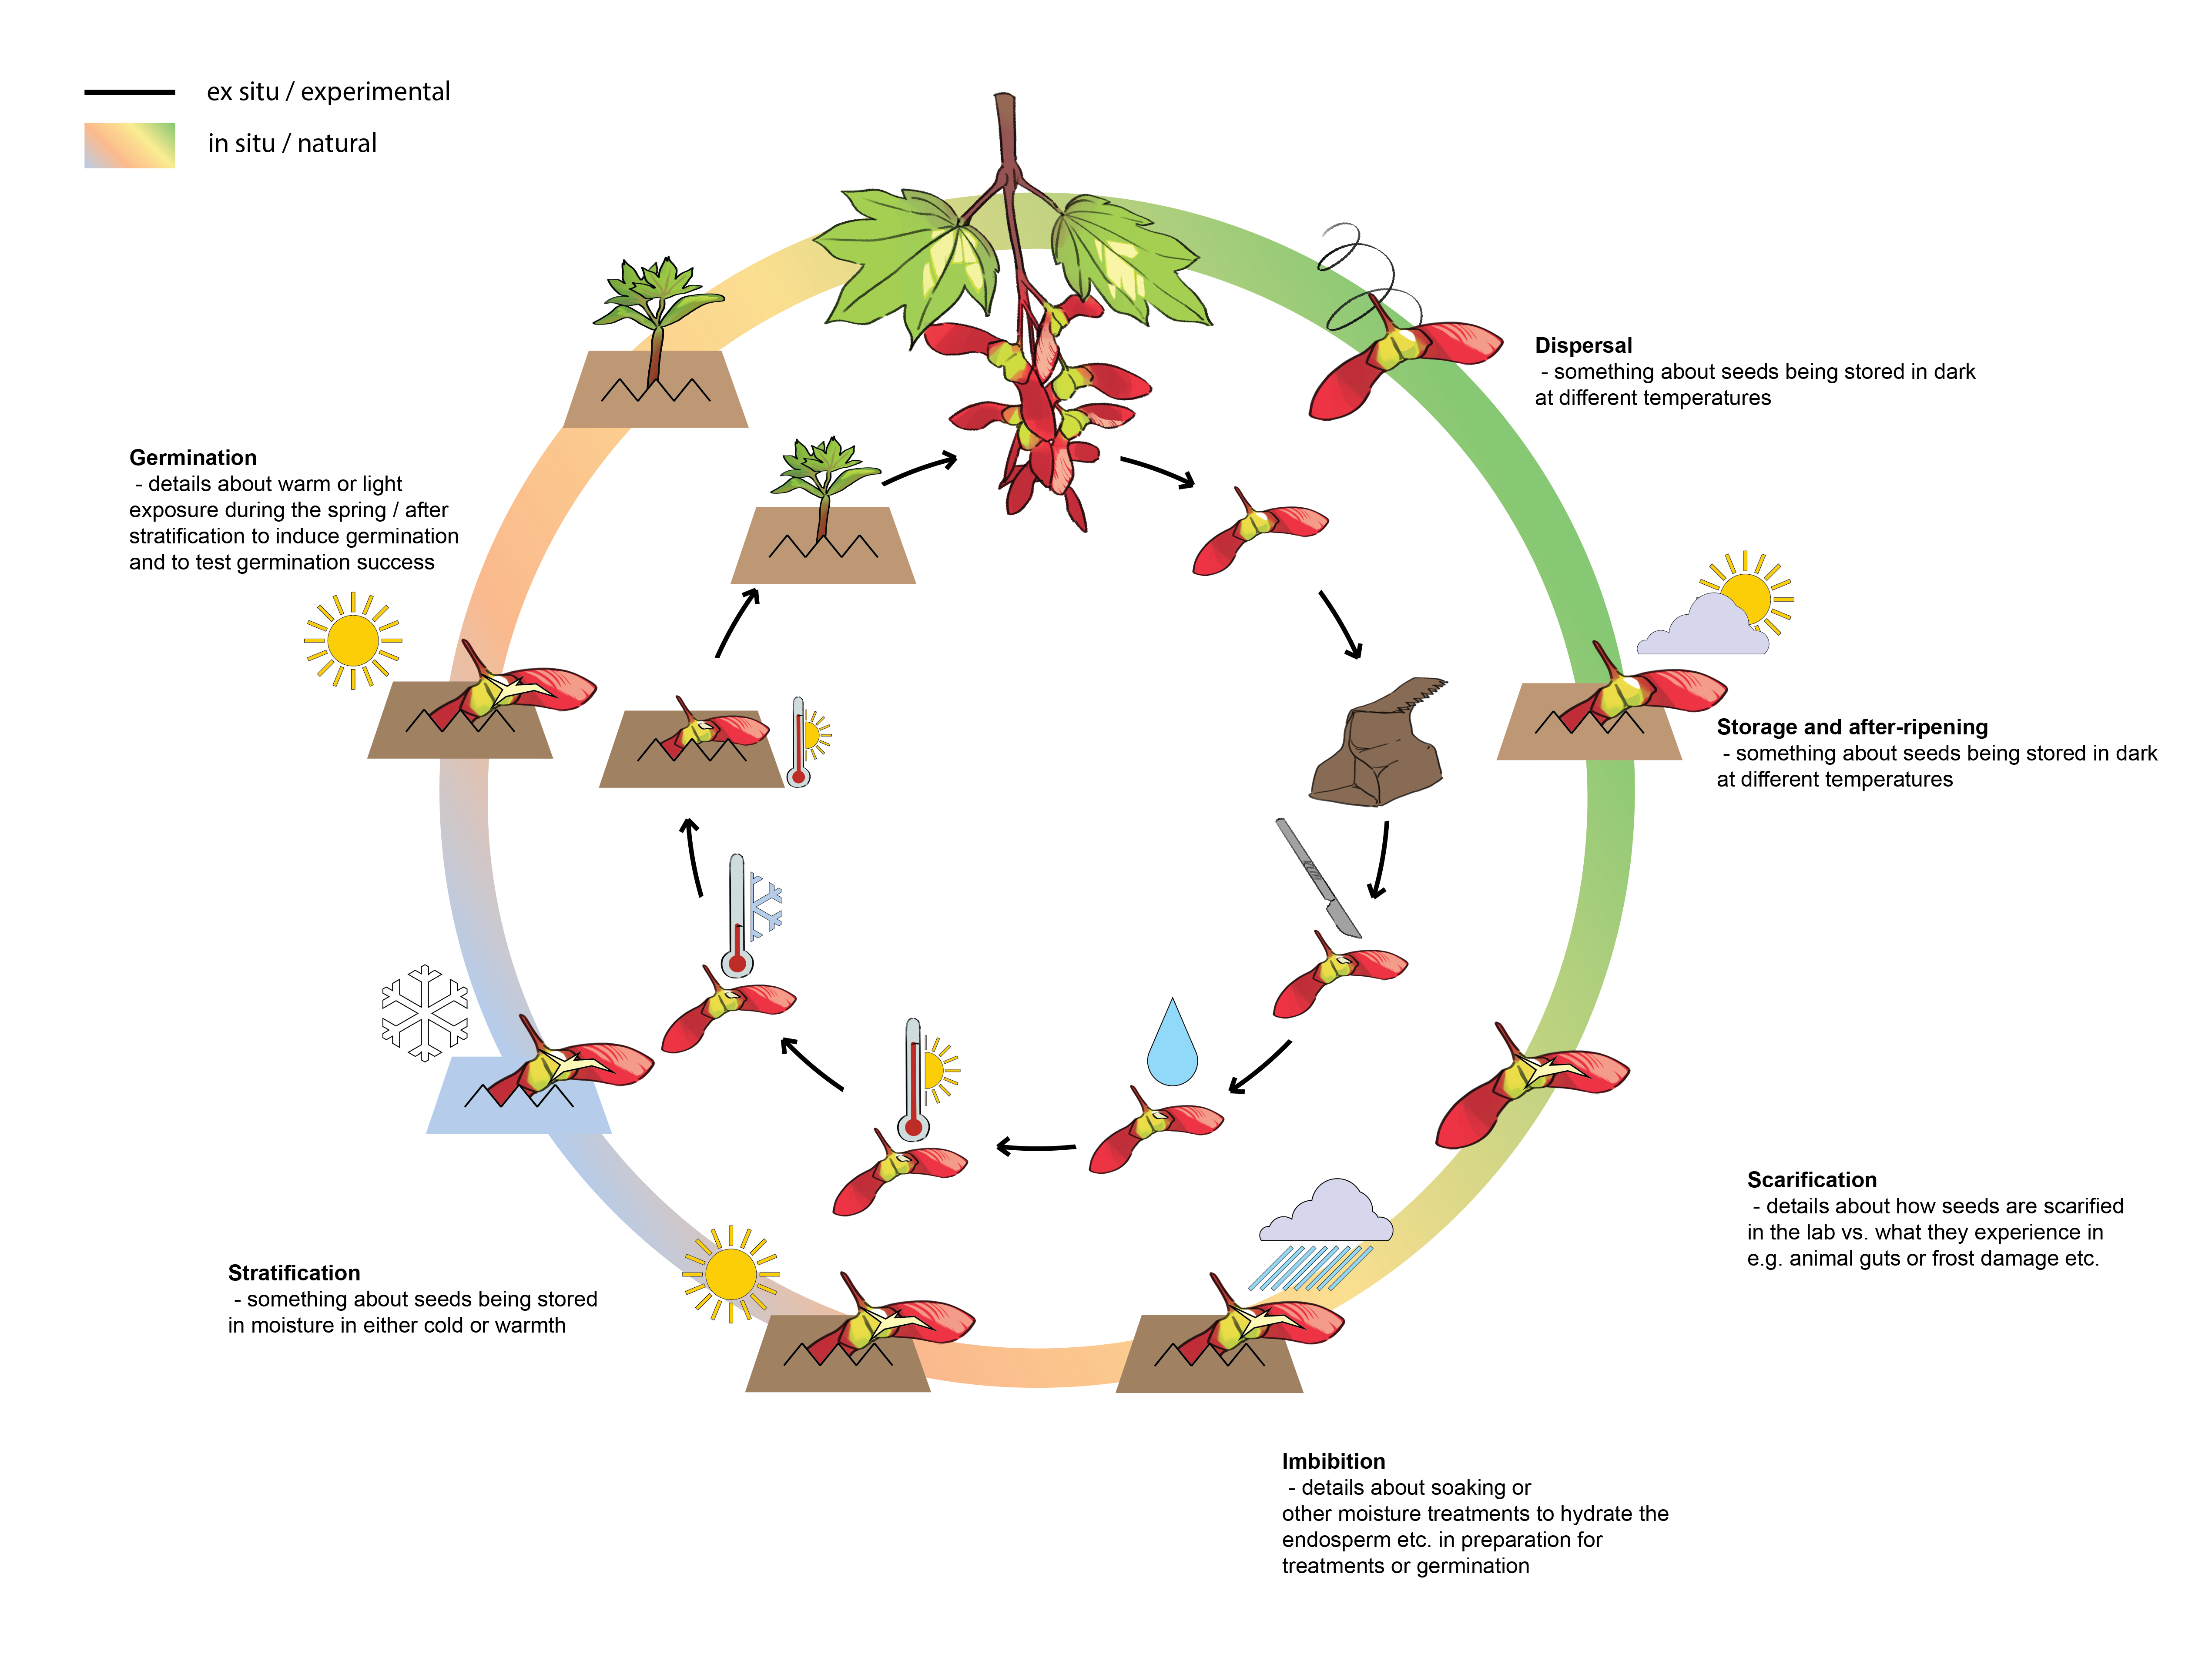 ex situ / experimental
in situ / natural
Dispersal
- something about seeds being stored in dark
at different temperatures
Germination
- details about warm or light
exposure during the spring / after
stratification to induce germination
and to test germination success
Storage and after-ripening
- something about seeds being stored in dark
at different temperatures
Scarification
- details about how seeds are scarified
in the lab vs. what they experience in
e.g. animal guts or frost damage etc.
Stratification
- something about seeds being stored
in moisture in either cold or warmth
Imbibition
- details about soaking or
other moisture treatments to hydrate the
endosperm etc. in preparation for
treatments or germination